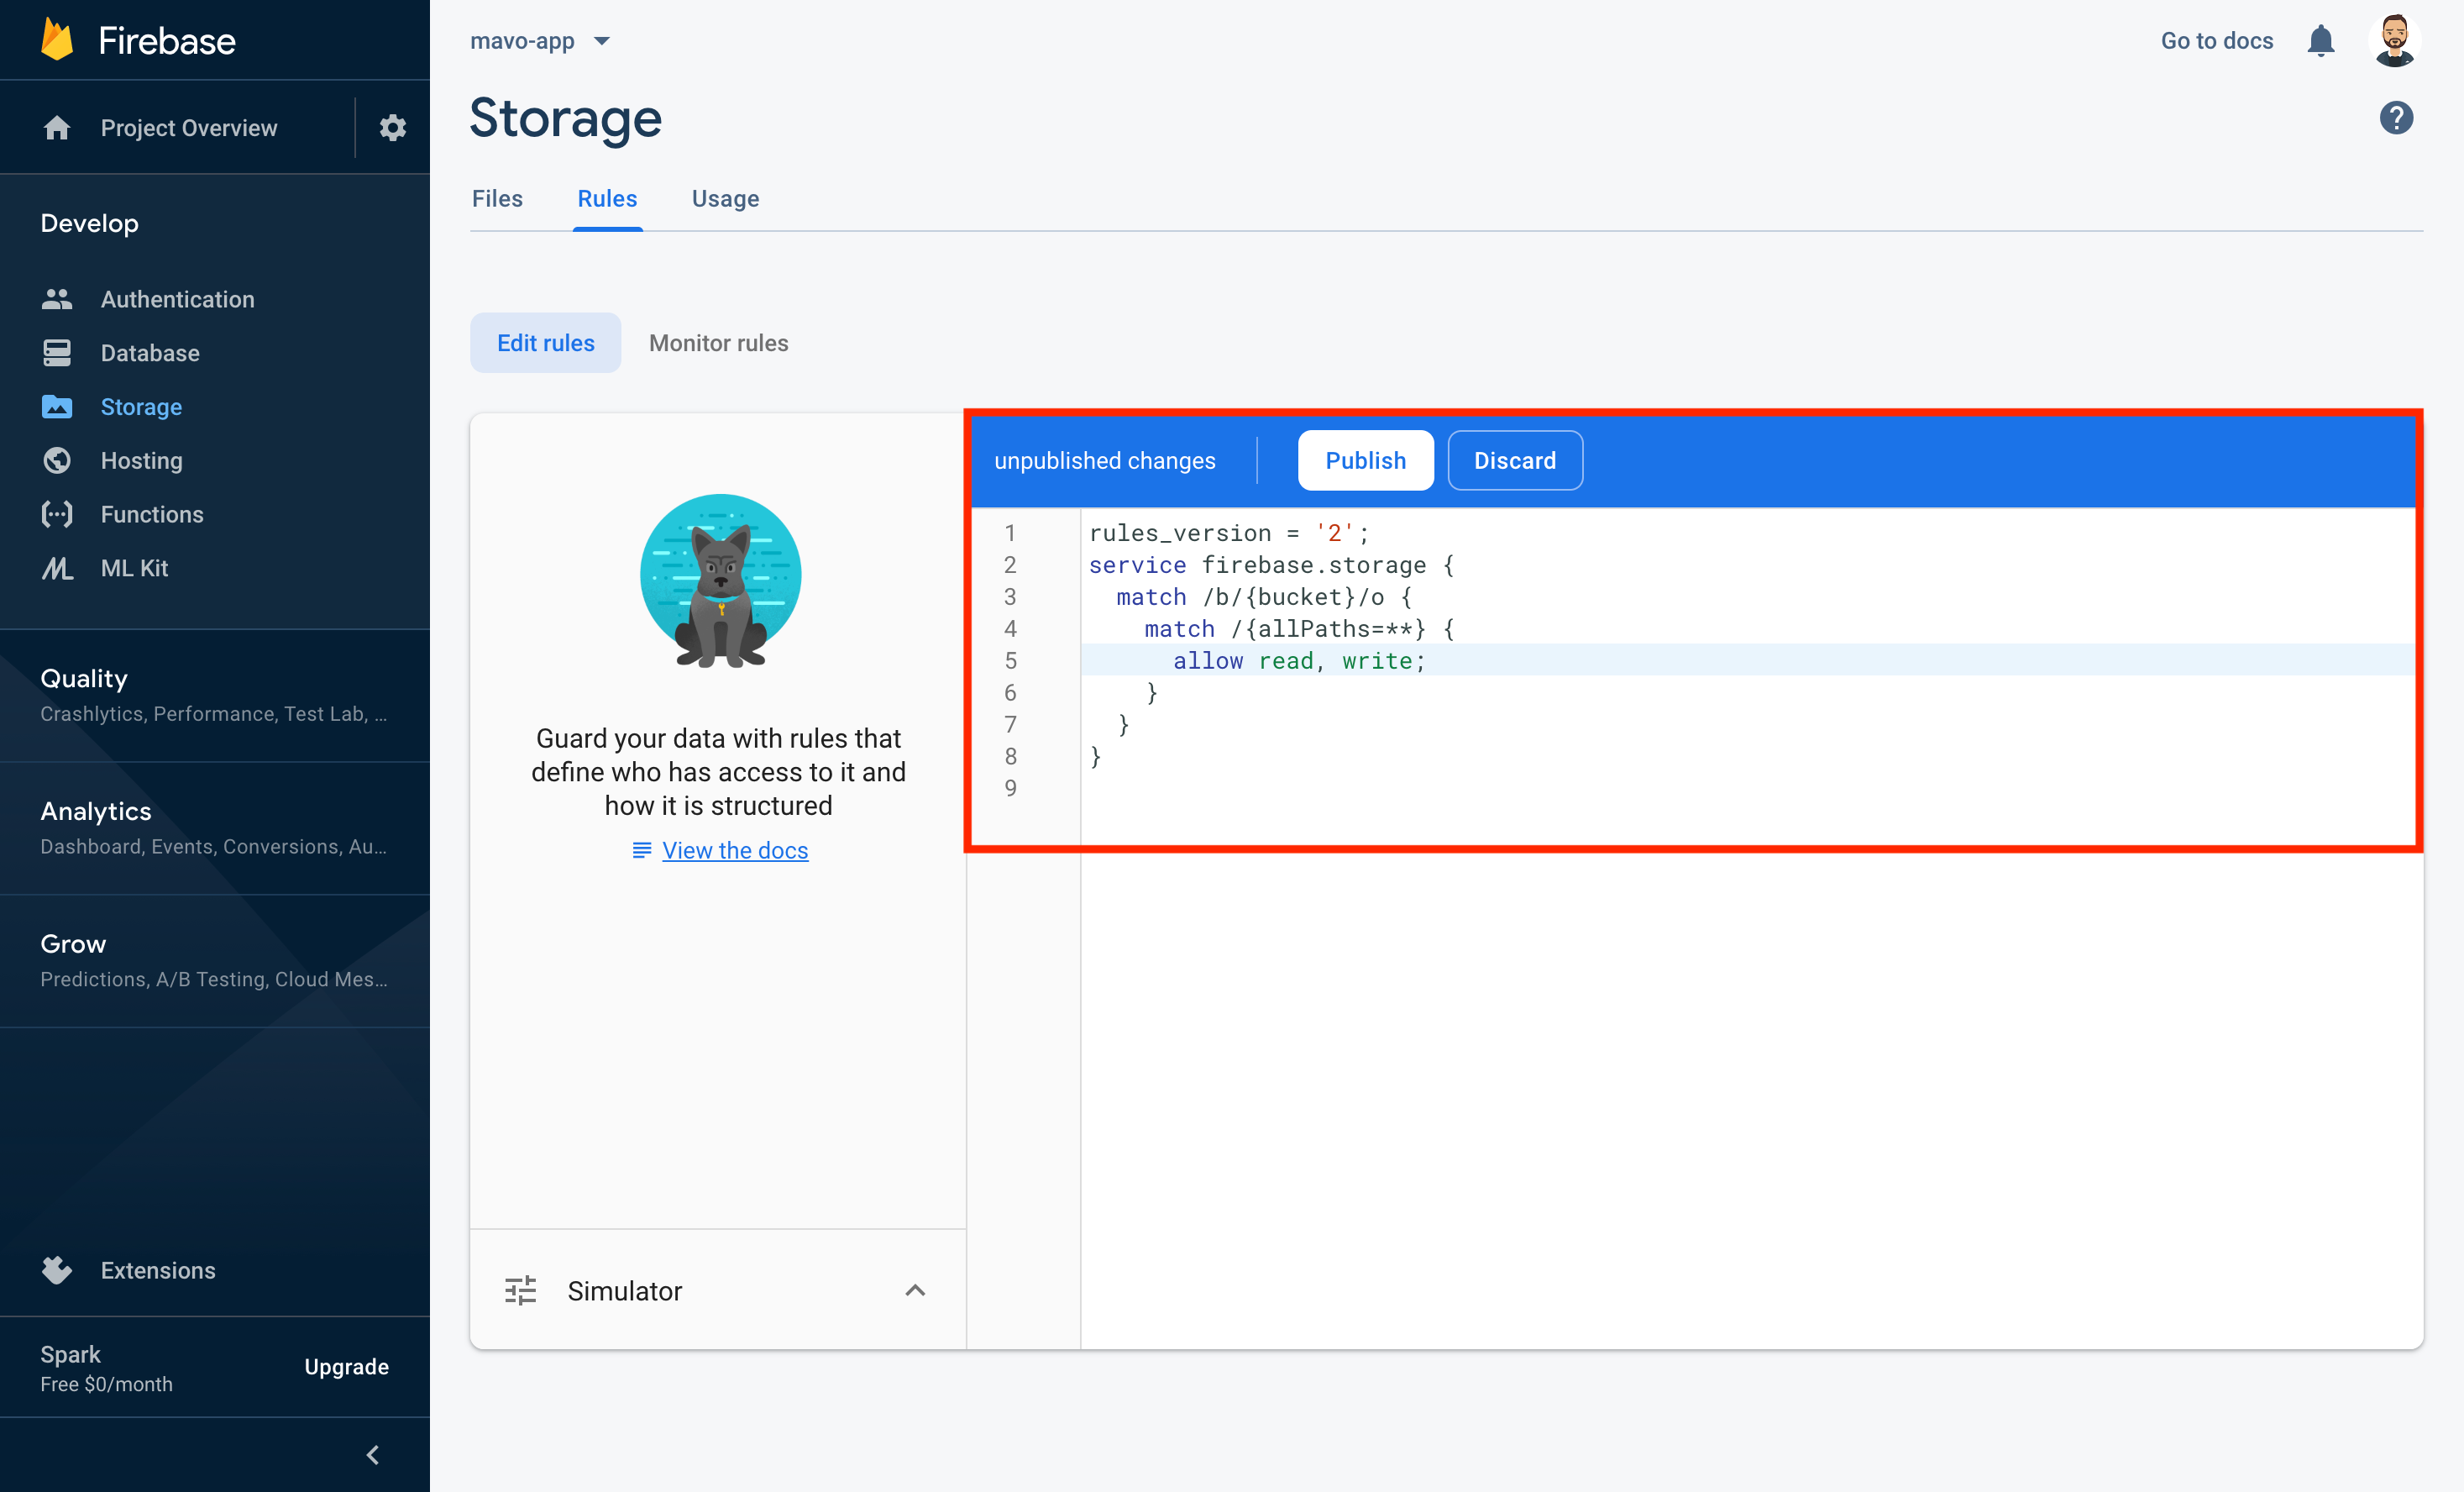 Firebase
Project Overview
Develop
Authentication
Database
Storage
Hosting
Functions
ML Kit
Quality
Crashlytics, Performance, Test Lab, ...
Analytics
Dashboard, Events, Conversions, Au...
Grow
Predictions, A/B Testing, Cloud Mes...
Extensions
Spark
Free $0/month
Upgrade
mavo-app
Go to docs
Storage
Files Rules Usage
Edit rules Monitor rules
Guard your data with rules that
define who has access to it and
how it is structured
View the docs
Simulator
unpublished changes Publish Discard
1 rules_version = '2';
2 service firebase.storage {
3   match /b/{bucket}/o {
4     match /{allPaths=**} {
5       allow read, write;
6     }
7   }
8 }
9